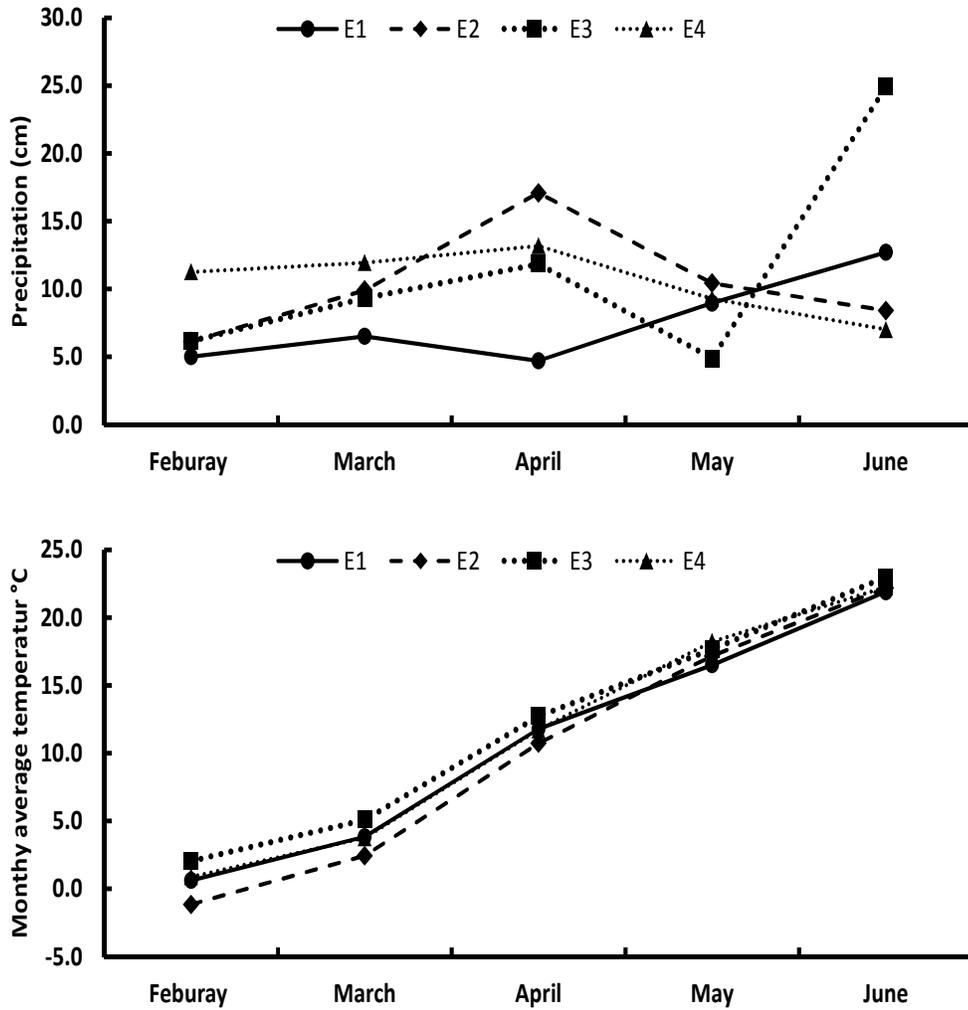 30.0
E1 E2 E3 E4
25.0
20.0
15.0
10.0
5.0
0.0
Precipitation (cm)
Feburay March April May June
25.0
E1 E2 E3 E4
20.0
15.0
10.0
5.0
0.0
-5.0
Monthy average temperatur °C
Feburay March April May June